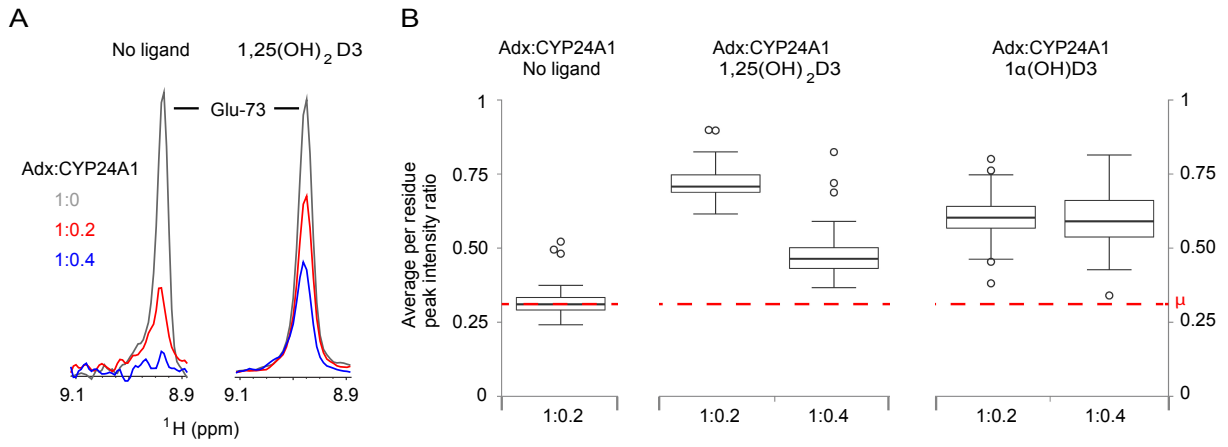 A
No ligand
1,25(OH)2 D3
Glu-73
Adx:CYP24A1
1:0
1:0.2
1:0.4
9.1
8.9
9.1
8.9
1H (ppm)
B
Adx:CYP24A1
No ligand
Adx:CYP24A1
1,25(OH)2D3
Adx:CYP24A1
1α(OH)D3
Average per residue
peak intensity ratio
1
0.75
0.50
0.25
0
1
0.75
0.50
μ
0.25
0
1:0.2
1:0.2
1:0.4
1:0.2
1:0.4